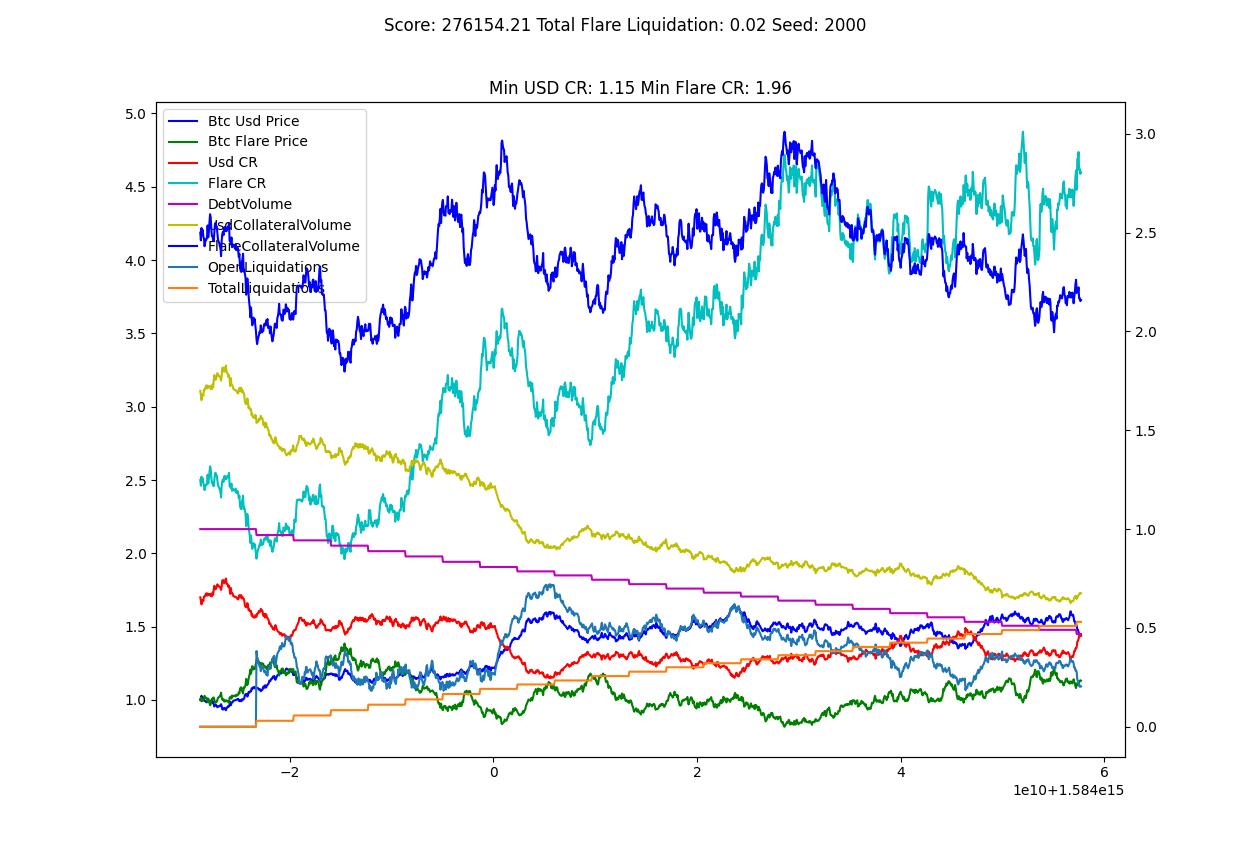 Score: 276154.21 Total Flare Liquidation: 0.02 Seed: 2000
Min USD CR: 1.15 Min Flare CR: 1.96
5.0
4.5
4.0
3.5
3.0
2.5
2.0
1.5
1.0
Btc Usd Price
Btc Flare Price
Usd CR
Flare CR
DebtVolume
UsdCollateralVolume
FlareCollateralVolume
OpenLiquidations
TotalLiquidations
3.0
2.5
2.0
1.5
1.0
0.5
0.0
−2
0
2
4
6
1e10+1.584e15